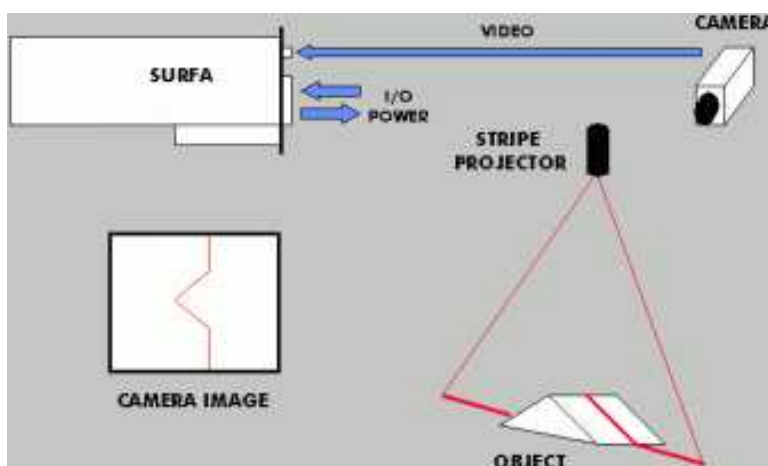 CAMERA
VIDEO
SURFA
I/O
POWER
STRIPE
PROJECTOR
CAMERA IMAGE
OBJECT